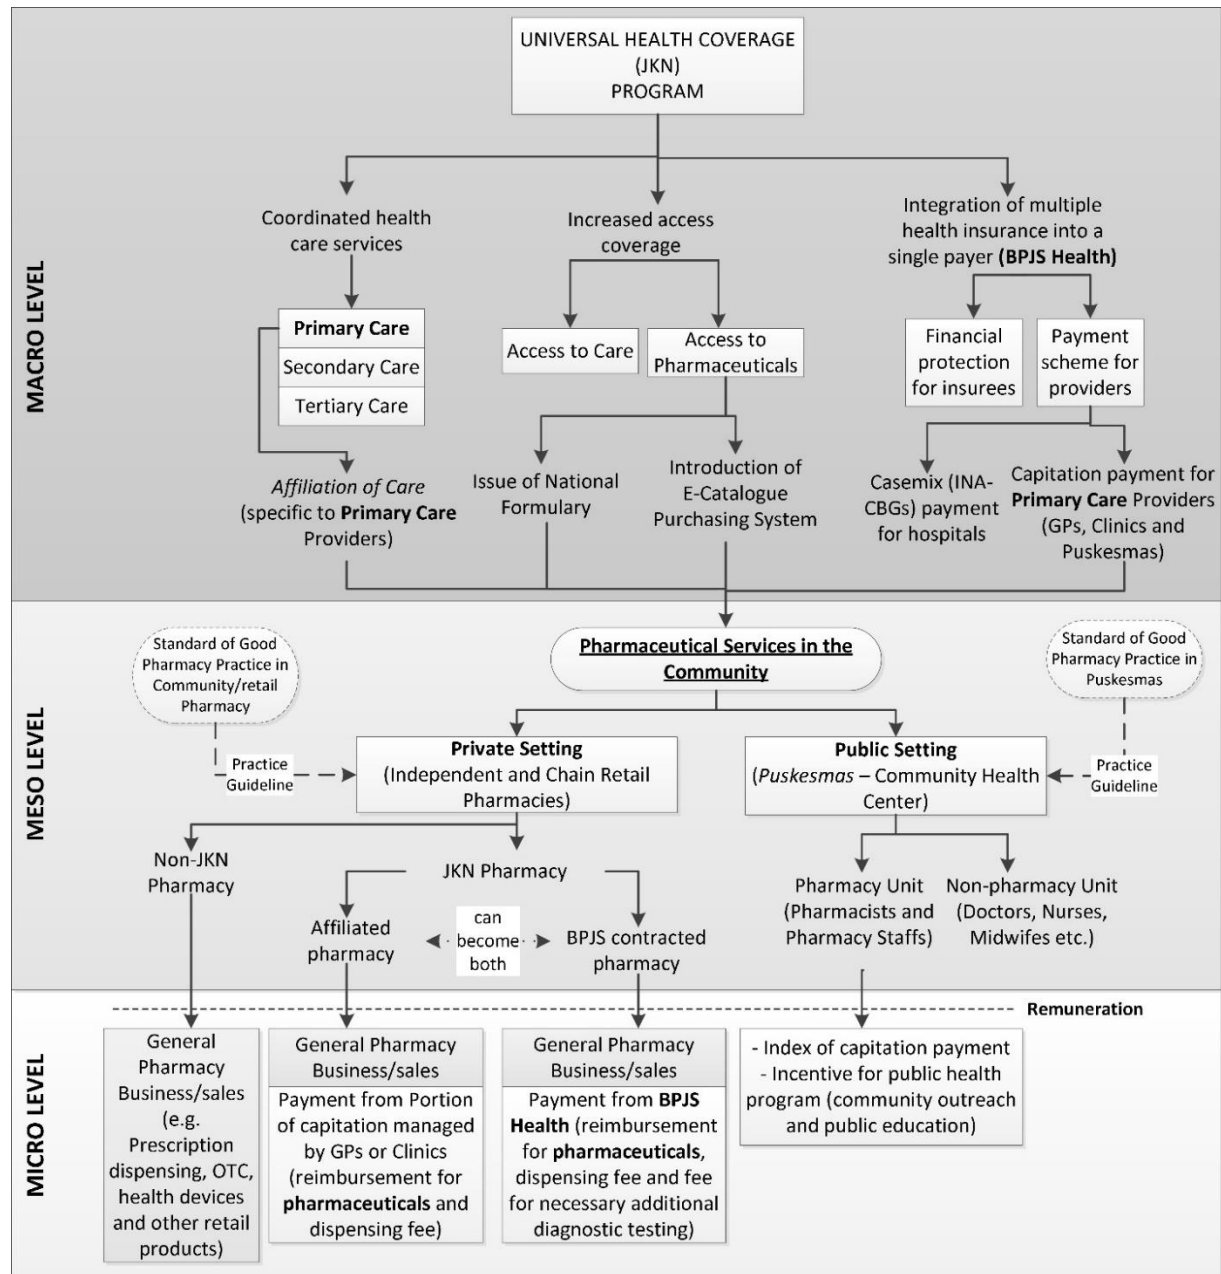 UNIVERSAL HEALTH COVERAGE
(JKN)
PROGRAM
MACRO LEVEL
Coordinated health
care services
Increased access
coverage
Integration of multiple
health insurance into a
single payer (BPJS Health)
Primary Care
Secondary Care
Tertiary Care
Access to Care
Access to
Pharmaceuticals
Financial
protection
for insurees
Payment
scheme for
providers
Affiliation of Care
(specific to Primary Care
Providers)
Issue of National
Formulary
Introduction of
E-Catalogue
Purchasing System
Casemix (INA-
CBGs) payment
for hospitals
Capitation payment for
Primary Care Providers
(GPs, Clinics and
Puskesmas)
MESO LEVEL
Standard of Good
Pharmacy Practice in
Community/retail
Pharmacy
Pharmaceutical Services in the
Community
Standard of Good
Pharmacy Practice in
Puskesmas
Practice
Guideline
Private Setting
(Independent and Chain Retail
Pharmacies)
Public Setting
(Puskesmas – Community Health
Center)
Practice
Guideline
Non-JKN
Pharmacy
JKN Pharmacy
Affiliated
pharmacy
can
become
both
BPJS contracted
pharmacy
Pharmacy Unit
(Pharmacists and
Pharmacy Staffs)
Non-pharmacy Unit
(Doctors, Nurses,
Midwifes etc.)
MICRO LEVEL
Remuneration
General
Pharmacy
Business/sales
(e.g.
Prescription
dispensing, OTC,
health devices
and other retail
products)
General Pharmacy
Business/sales
Payment from Portion
of capitation managed
by GPs or Clinics
(reimbursement for
pharmaceuticals and
dispensing fee)
General Pharmacy
Business/sales
Payment from BPJS
Health (reimbursement
for pharmaceuticals,
dispensing fee and fee
for necessary additional
diagnostic testing)
- Index of capitation payment
- Incentive for public health
program (community outreach
and public education)